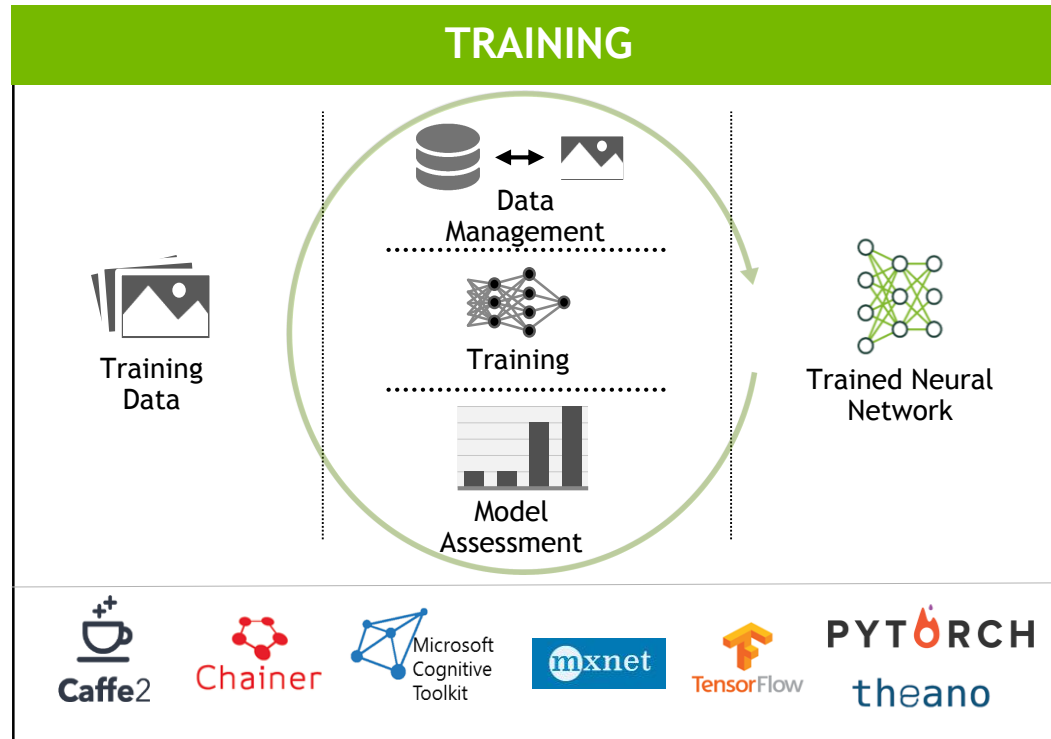 TRAINING
Data
Management
Training
Data
Training
Model
Assessment
Trained Neural
Network
Caffe2
Chainer
Microsoft
Cognitive
Toolkit
mxnet
TensorFlow
PYTORCH
theano